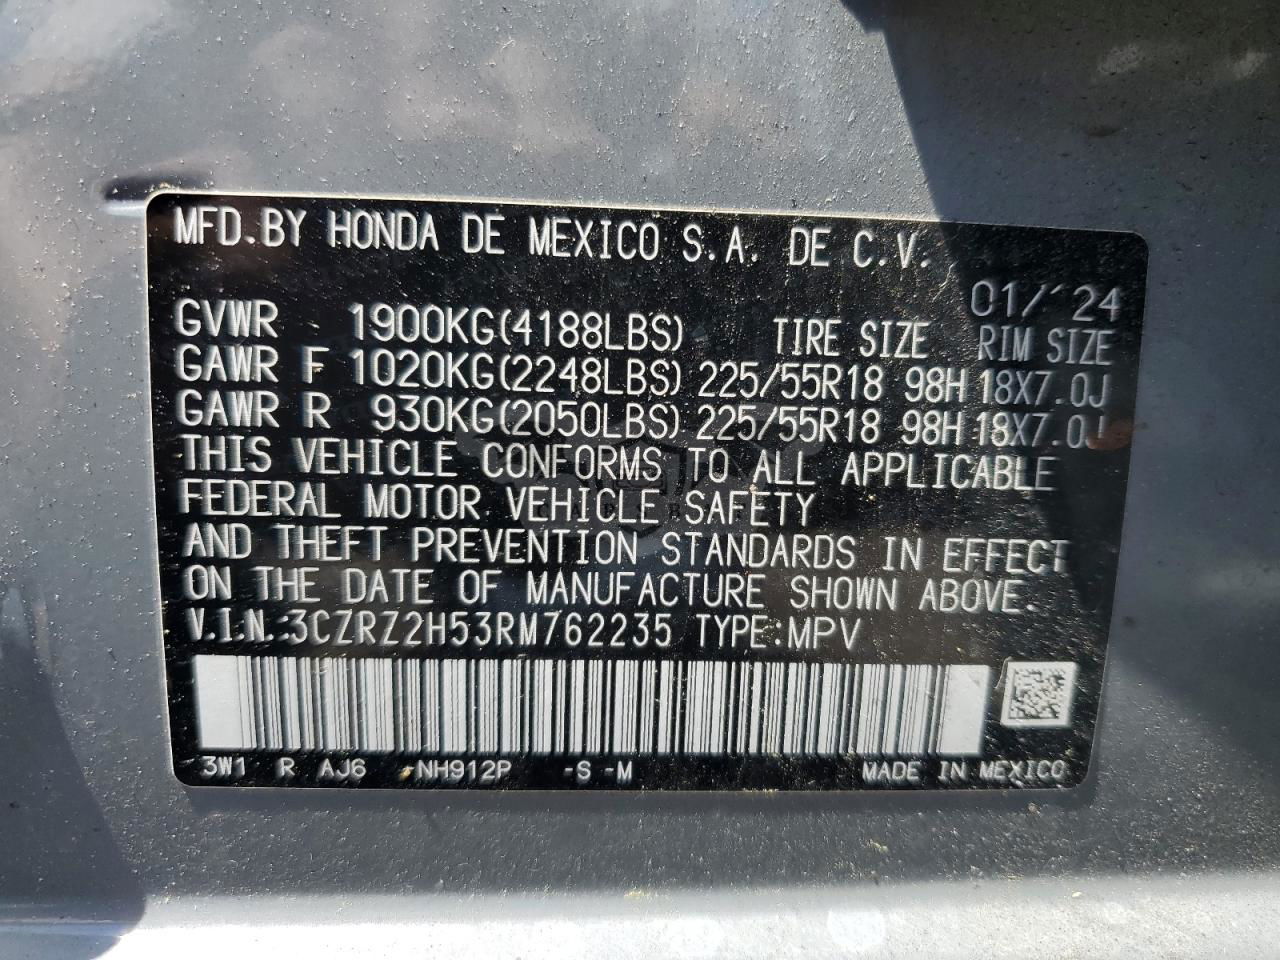 MFD.BY HONDA DE MEXICO S.A. DE C.V.
01/'24
GVWR 1900KG(4188LBS) TIRE SIZE RIM SIZE
GAWR F 1020KG(2248LBS) 225/55R18 98H 18X7.0J
GAWR R 930KG(2050LBS) 225/55R18 98H 18X7.0J
THIS VEHICLE CONFORMS TO ALL APPLICABLE
FEDERAL MOTOR VEHICLE SAFETY
AND THEFT PREVENTION STANDARDS IN EFFECT
ON THE DATE OF MANUFACTURE SHOWN ABOVE.
V.I.N.:3CZRZ2H53RM762235 TYPE:MPV
3W1 R AJ6 -NH912P -S -M MADE IN MEXICO